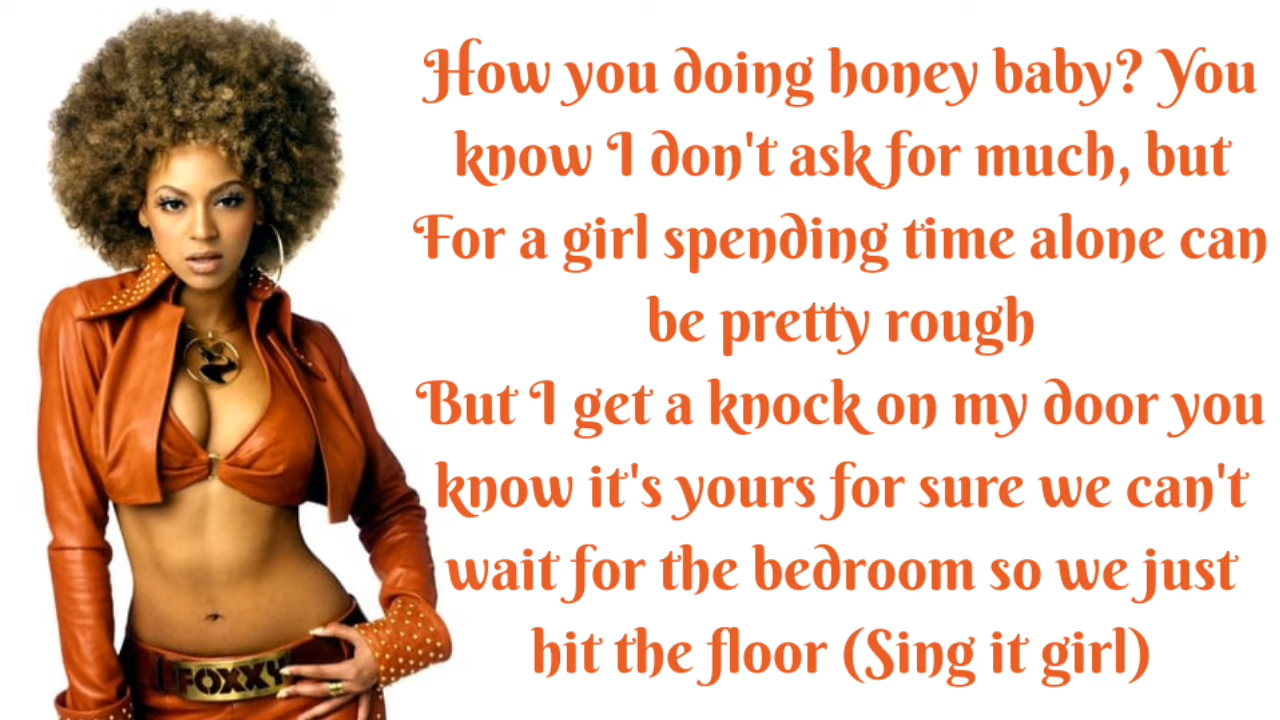 How you doing honey baby? You
know I don't ask for much, but
For a girl spending time alone can
be pretty rough
But I get a knock on my door you
know it's yours for sure we can't
wait for the bedroom so we just
hit the floor (Sing it girl)
FOXXY